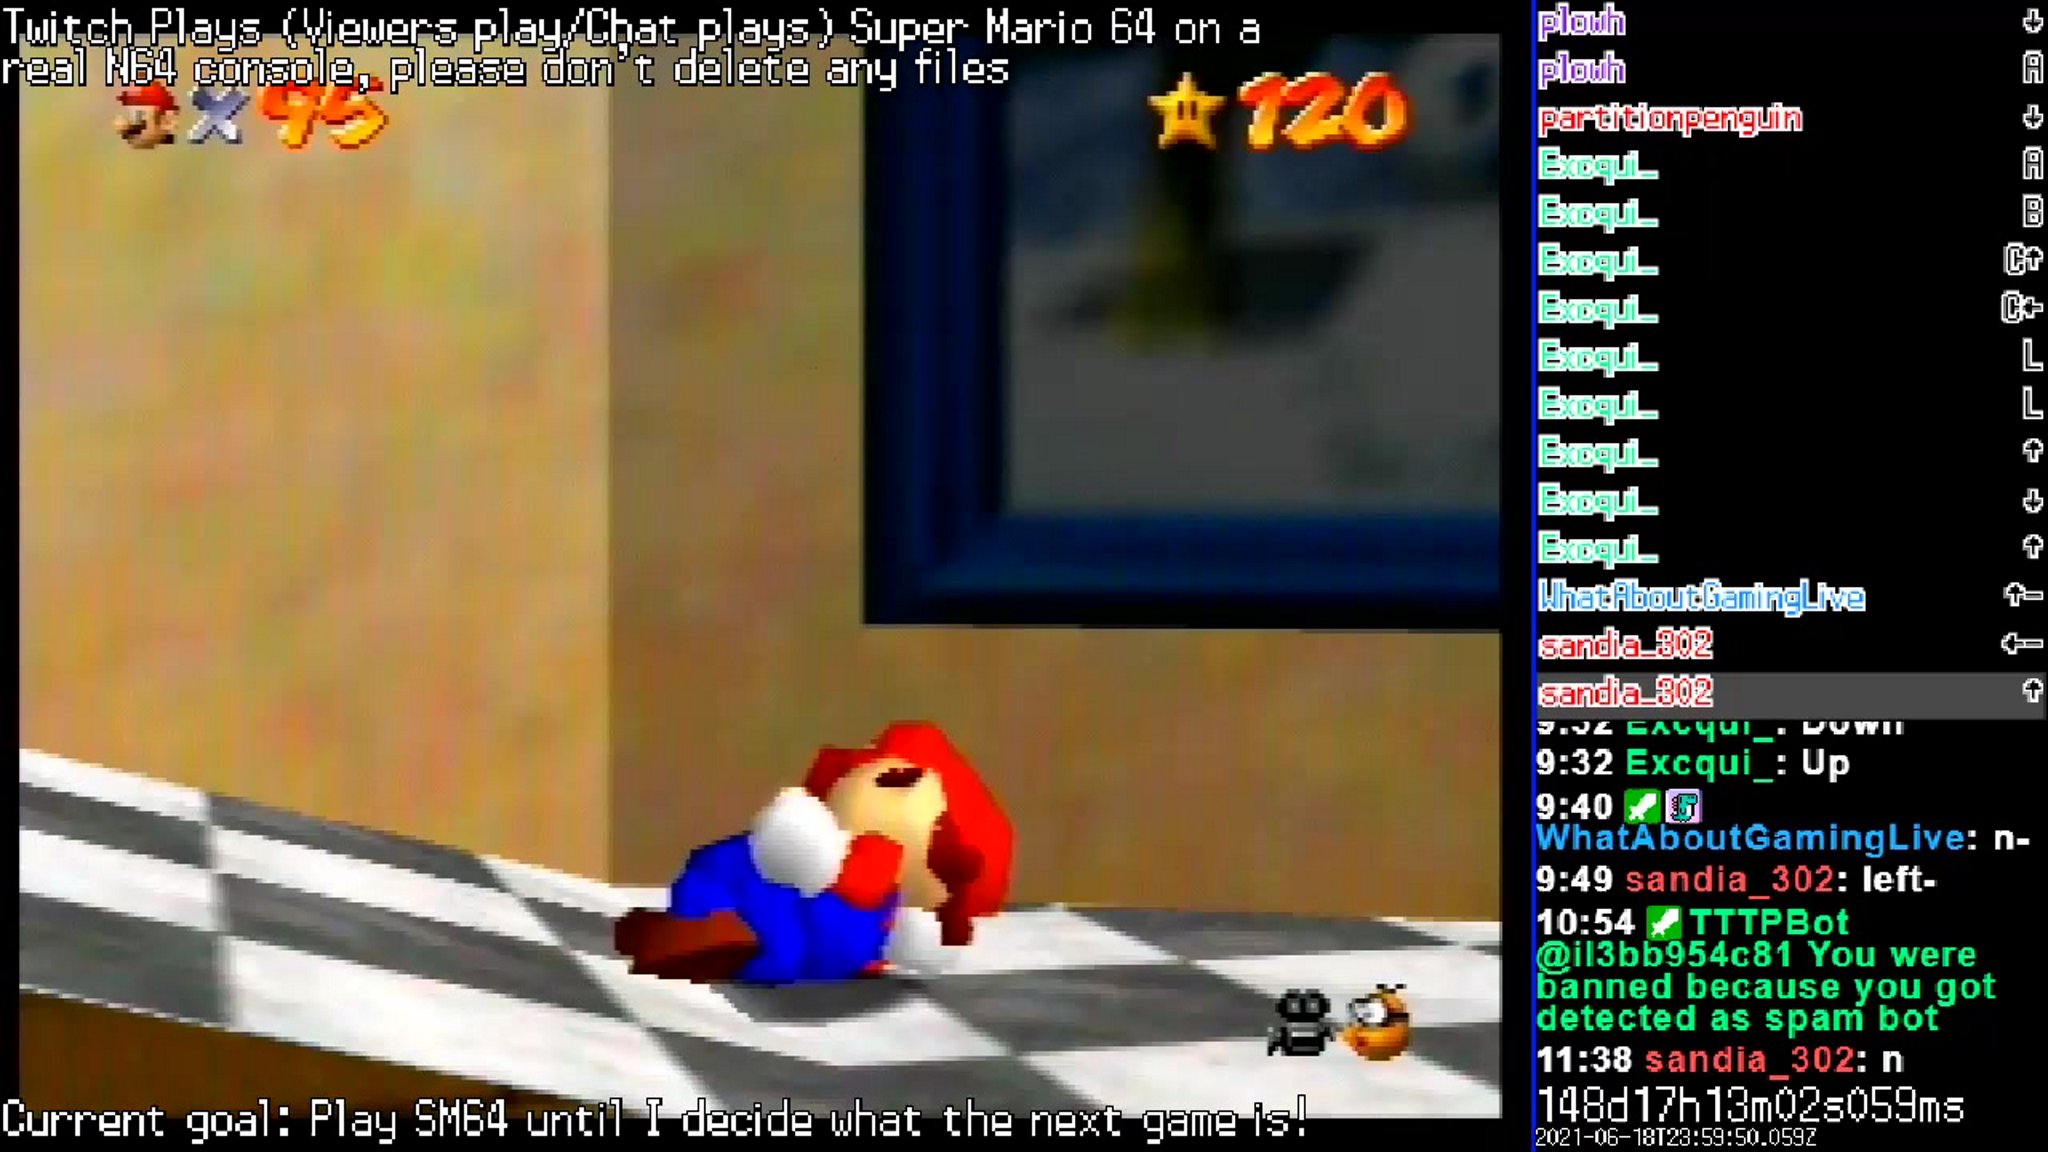 Twitch Plays (Viewers play/Chat plays) Super Mario 64 on a
real N64 console, please don't delete any files
95
120
plowh
plowh A
partitionpenguin
Excqui_ A
Excqui_ B
Excqui_ C↑
Excqui_ C←
Excqui_ L
Excqui_ L
Excqui_ ↑
Excqui_ ↓
Excqui_ ↑
WhatAboutGamingLive ↑-
sandia_302 ←-
sandia_302 ↑
9:32 Excqui_: Down
9:32 Excqui_: Up
9:40
WhatAboutGamingLive: n-
9:49 sandia_302: left-
10:54 TTTPBot
@il3bb954c81 You were
banned because you got
detected as spam bot
11:38 sandia_302: n
148d17h13m02s059ms
2021-06-18T23:59:50.059Z
Current goal: Play SM64 until I decide what the next game is!